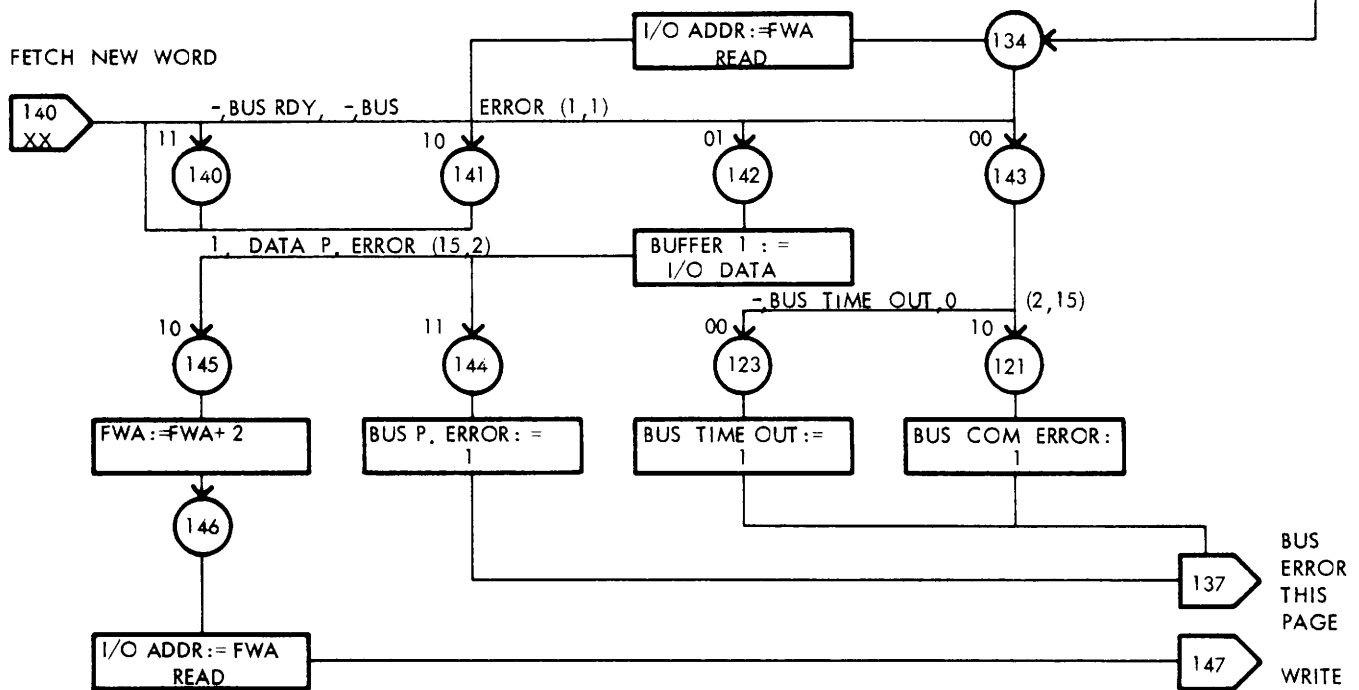 I/O ADDR:=FWA
READ
134
FETCH NEW WORD
140
XX
-,BUS RDY, -,BUS ERROR (1,1)
11
10
01
00
140
141
142
143
1, DATA P. ERROR (15,2)
BUFFER 1 :=
I/O DATA
-,BUS TIME OUT,0 (2,15)
10
11
00
10
145
144
123
121
FWA:=FWA+2
BUS P. ERROR:=
1
BUS TIME OUT:=
1
BUS COM ERROR:
1
146
137
BUS
ERROR
THIS
PAGE
I/O ADDR:=FWA
READ
147
WRITE